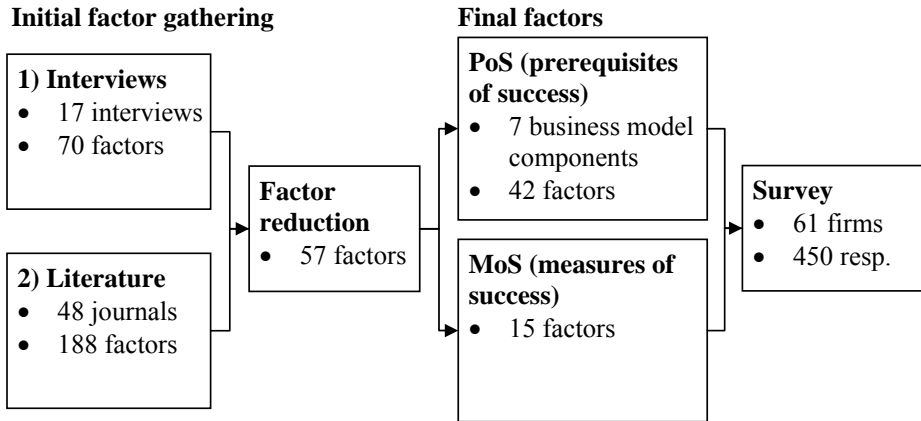 Initial factor gathering
1) Interviews
• 17 interviews
• 70 factors
2) Literature
• 48 journals
• 188 factors
Factor
reduction
• 57 factors
Final factors
PoS (prerequisites
of success)
• 7 business model
components
• 42 factors
MoS (measures of
success)
• 15 factors
Survey
• 61 firms
• 450 resp.